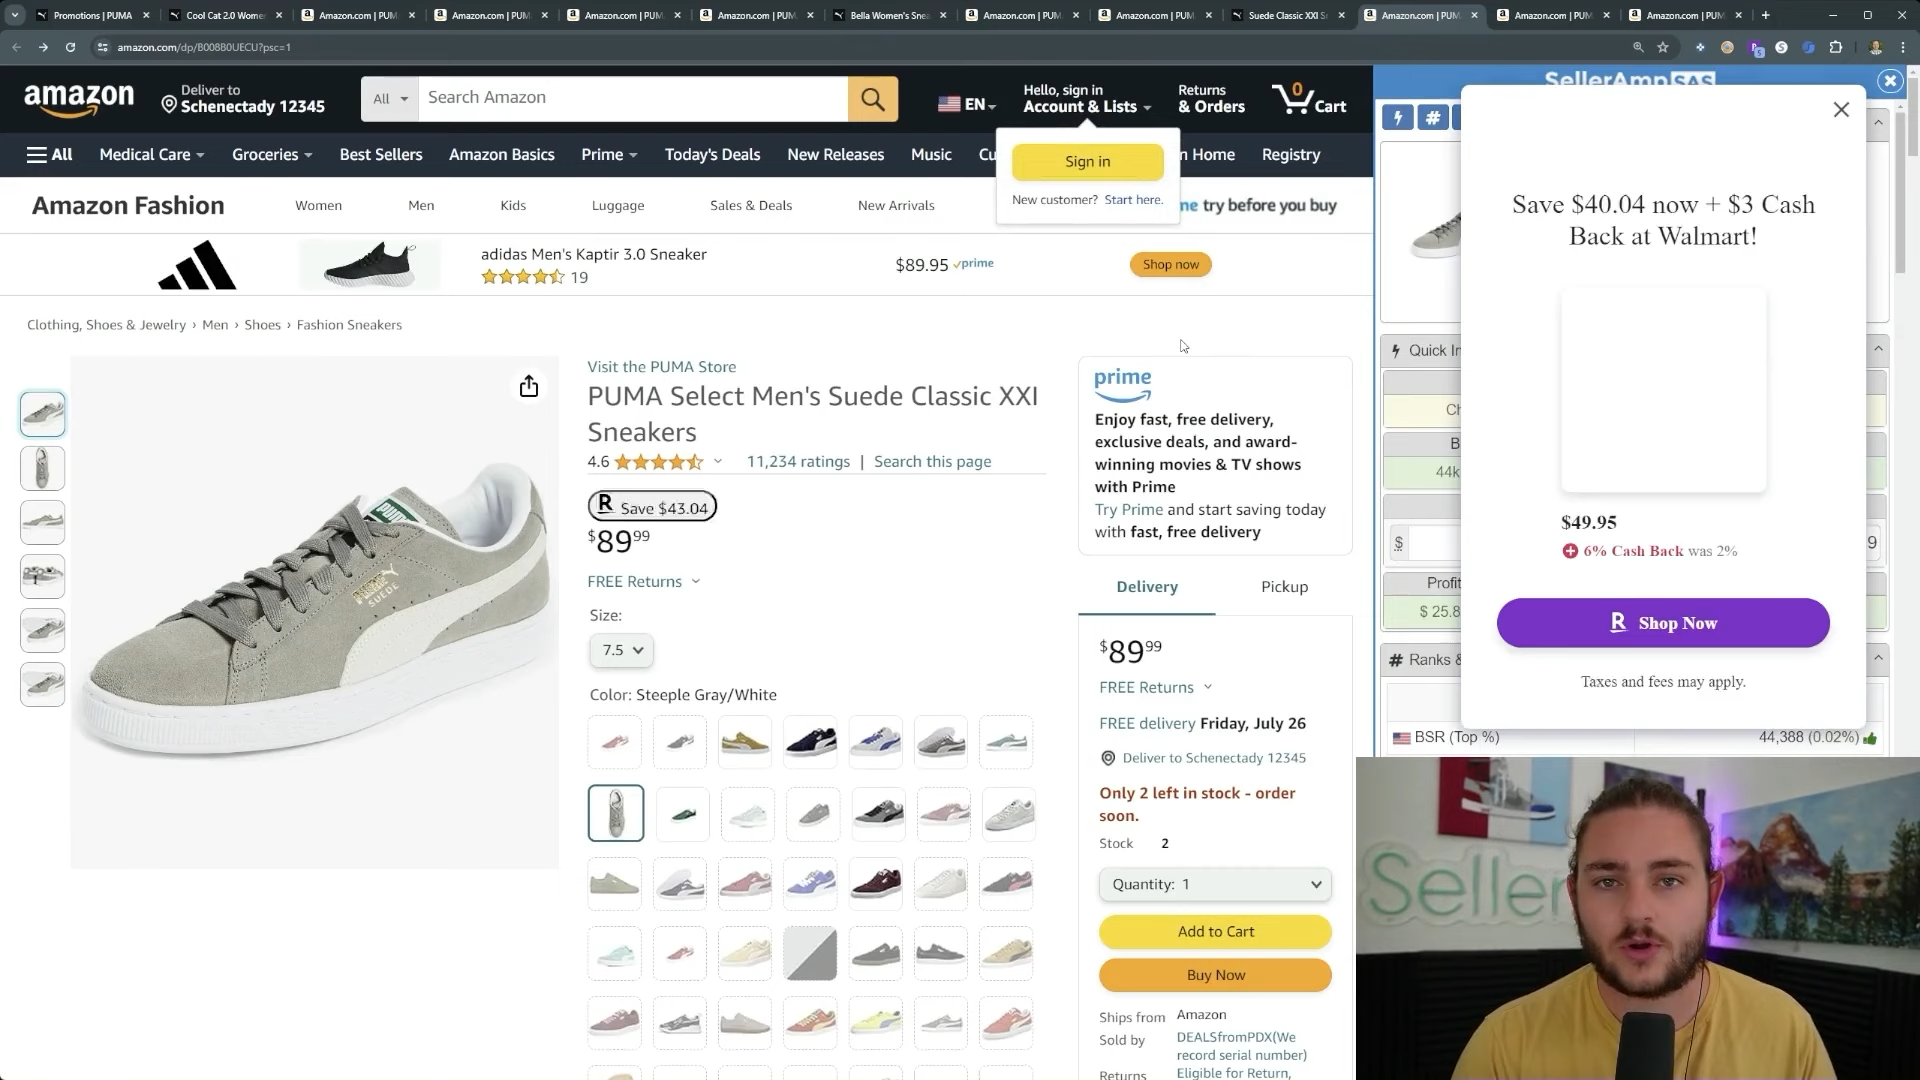 Promotions | PUMA
Cool Cat 2.0 Wome
Amazon.com | PUM
Amazon.com | PUM
Amazon.com | PUM
Amazon.com | PUM
Bella Women's Snea
Amazon.com | PUM
Amazon.com | PUM
Suede Classic XXI S
Amazon.com | PUM
Amazon.com | PUM
Amazon.com | PUM
amazon.com/dp/B008B0UECU?psc=1
amazon
Deliver to
Schenectady 12345
All
Search Amazon
EN
Hello, sign in
Account & Lists
Returns
& Orders
0
Cart
SellerAmp SAS
All
Medical Care
Groceries
Best Sellers
Amazon Basics
Prime
Today's Deals
New Releases
Music
Cu
n Home
Registry
Sign in
New customer? Start here.
Amazon Fashion
Women
Men
Kids
Luggage
Sales & Deals
New Arrivals
ne try before you buy
adidas Men's Kaptir 3.0 Sneaker
19
$89.95 prime
Shop now
Clothing, Shoes & Jewelry › Men › Shoes › Fashion Sneakers
Visit the PUMA Store
PUMA Select Men's Suede Classic XXI
Sneakers
4.6
11,234 ratings | Search this page
R Save $43.04
$89 99
FREE Returns
Size:
7.5
Color: Steeple Gray/White
PUMA
SUEDE
prime
Enjoy fast, free delivery,
exclusive deals, and award-
winning movies & TV shows
with Prime
Try Prime and start saving today
with fast, free delivery
Delivery
Pickup
$89 99
FREE Returns
FREE delivery Friday, July 26
Deliver to Schenectady 12345
Only 2 left in stock - order
soon.
Stock 2
Quantity: 1
Add to Cart
Buy Now
Ships from Amazon
Sold by DEALSfromPDX(We
record serial number)
Returns Eligible for Return,
#
Quick In
Ch
B
44k
$
9
Profit
$ 25.8
# Ranks &
BSR (Top %) 44,388 (0.02%)
Save $40.04 now + $3 Cash
Back at Walmart!
$49.95
6% Cash Back was 2%
R Shop Now
Taxes and fees may apply.
Seller